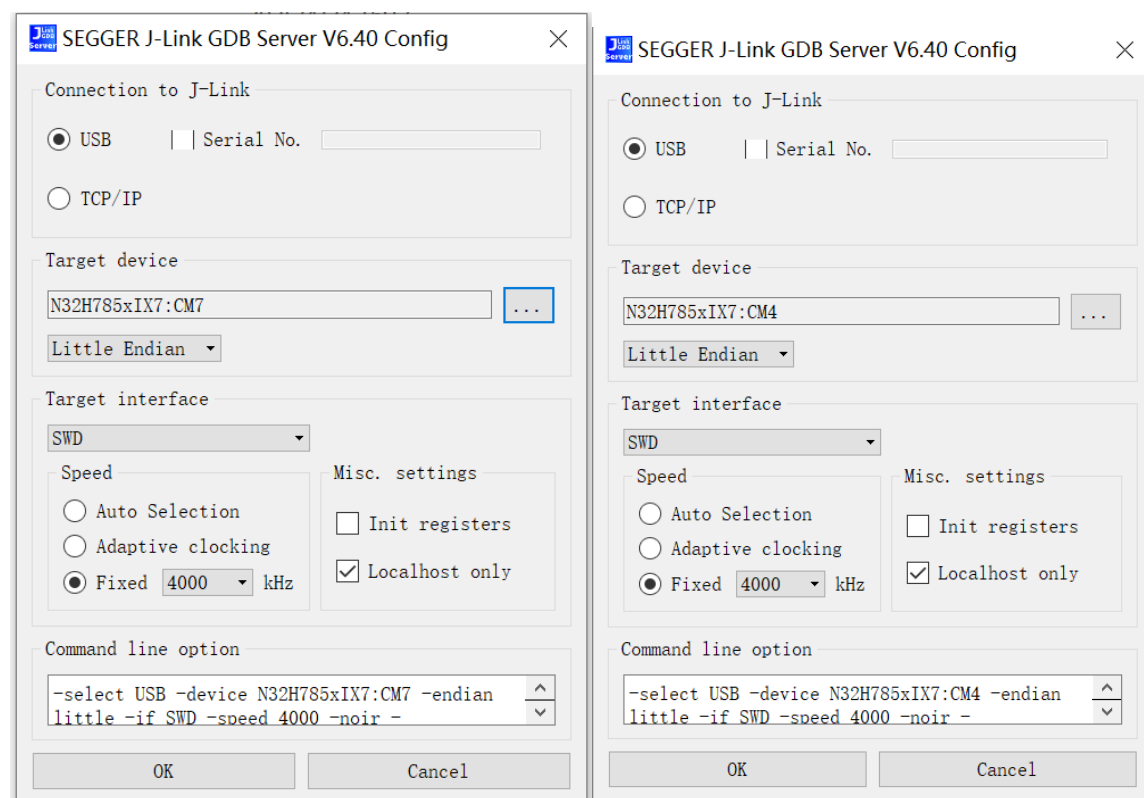 SEGGER J-Link GDB Server V6.40 Config
Connection to J-Link
USB
Serial No.
TCP/IP
Target device
N32H785xIX7:CM7
...
Little Endian
Target interface
SWD
Speed
Auto Selection
Adaptive clocking
Fixed 4000 kHz
Misc. settings
Init registers
Localhost only
Command line option
-select USB -device N32H785xIX7:CM7 -endian
little -if SWD -speed 4000 -noir -
OK
Cancel
SEGGER J-Link GDB Server V6.40 Config
Connection to J-Link
USB
Serial No.
TCP/IP
Target device
N32H785xIX7:CM4
...
Little Endian
Target interface
SWD
Speed
Auto Selection
Adaptive clocking
Fixed 4000 kHz
Misc. settings
Init registers
Localhost only
Command line option
-select USB -device N32H785xIX7:CM4 -endian
little -if SWD -speed 4000 -noir -
OK
Cancel